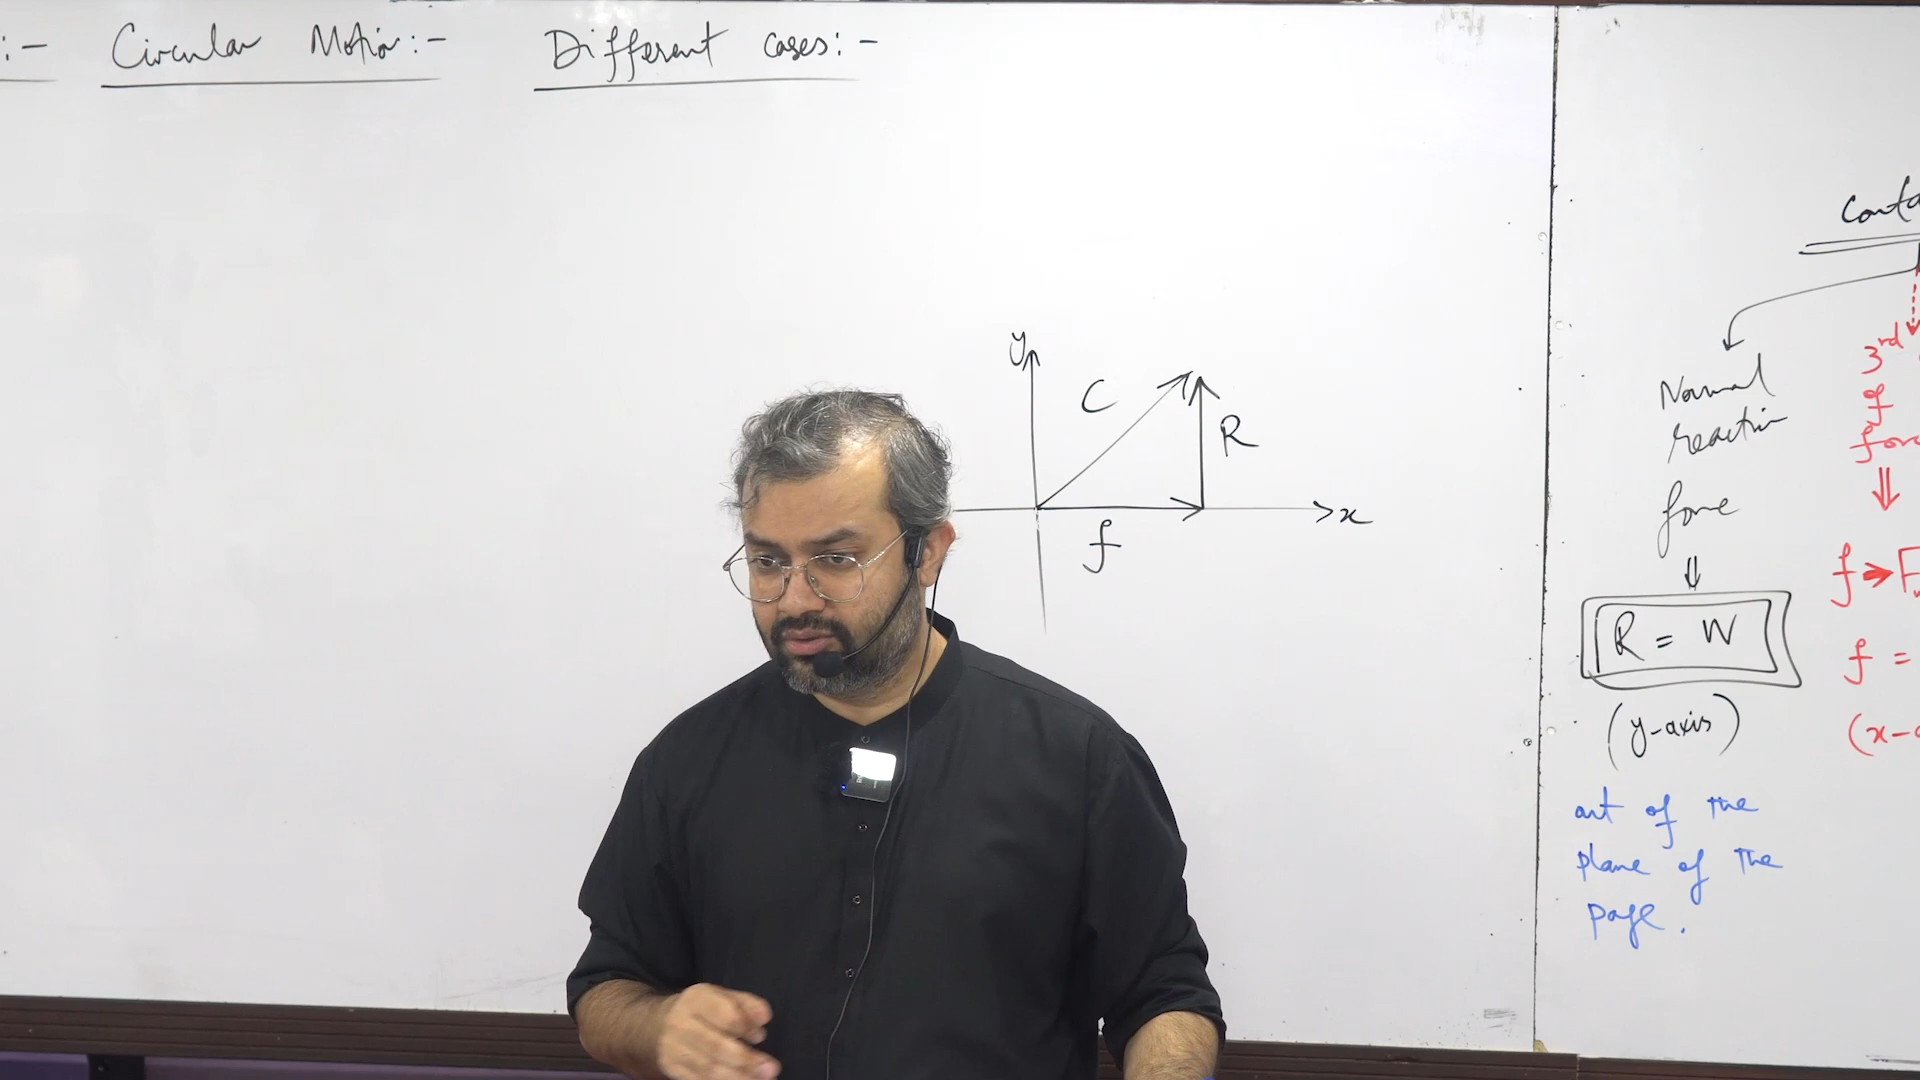 :-
Circular Motion:-
Different cases:-
y
C
R
x
f
Normal
reaction
force
⇓
R = W
(y-axis)
out of the
plane of the
page.
3rd
f
⇓
f →
f =